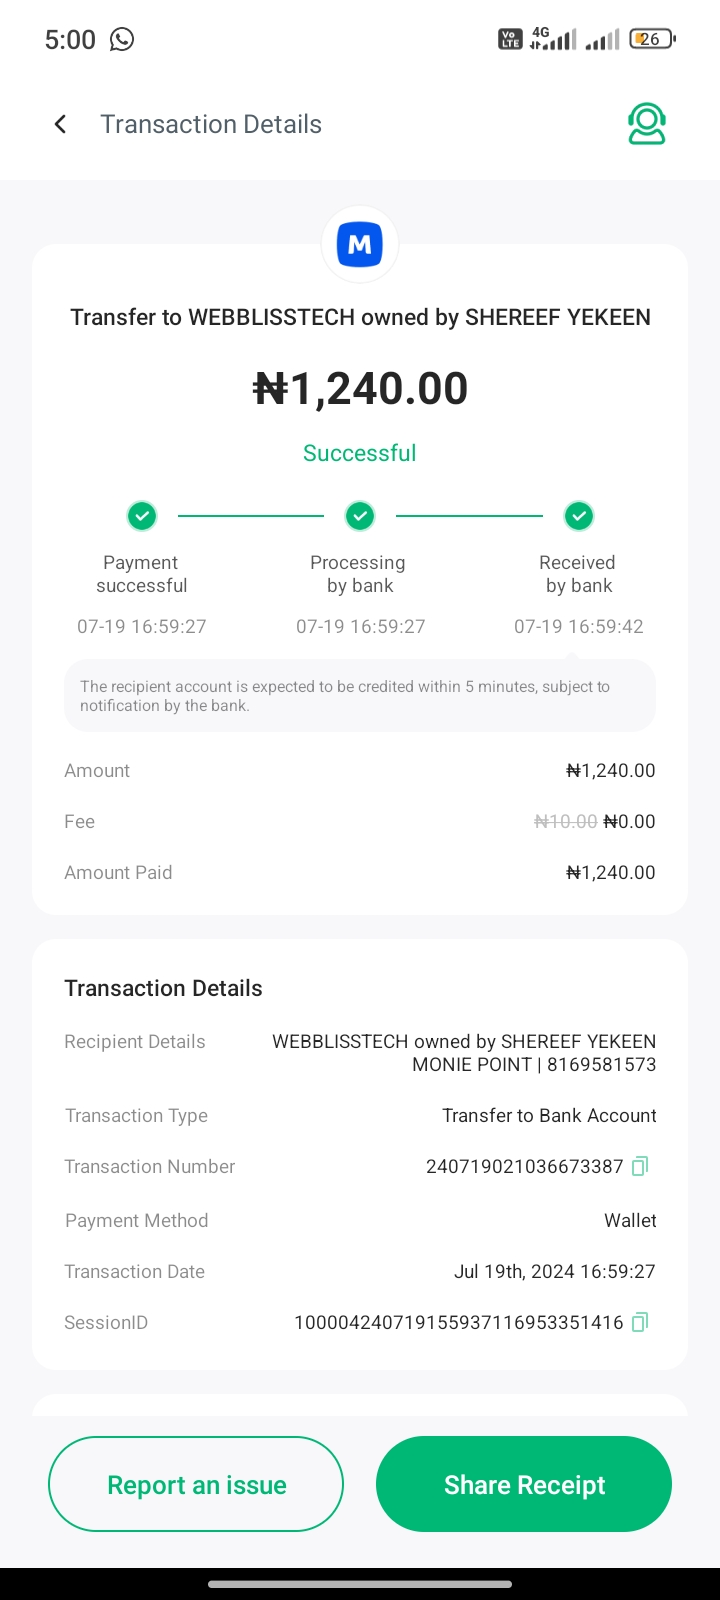 5:00
Vo LTE 4G 26
Transaction Details
M
Transfer to WEBBLISSTECH owned by SHEREEF YEKEEN
₦1,240.00
Successful
Payment successful
Processing by bank
Received by bank
07-19 16:59:27
07-19 16:59:27
07-19 16:59:42
The recipient account is expected to be credited within 5 minutes, subject to
notification by the bank.
Amount ₦1,240.00
Fee ₦10.00 ₦0.00
Amount Paid ₦1,240.00
Transaction Details
Recipient Details WEBBLISSTECH owned by SHEREEF YEKEEN
MONIE POINT | 8169581573
Transaction Type Transfer to Bank Account
Transaction Number 240719021036673387
Payment Method Wallet
Transaction Date Jul 19th, 2024 16:59:27
SessionID 100004240719155937116953351416
Report an issue
Share Receipt